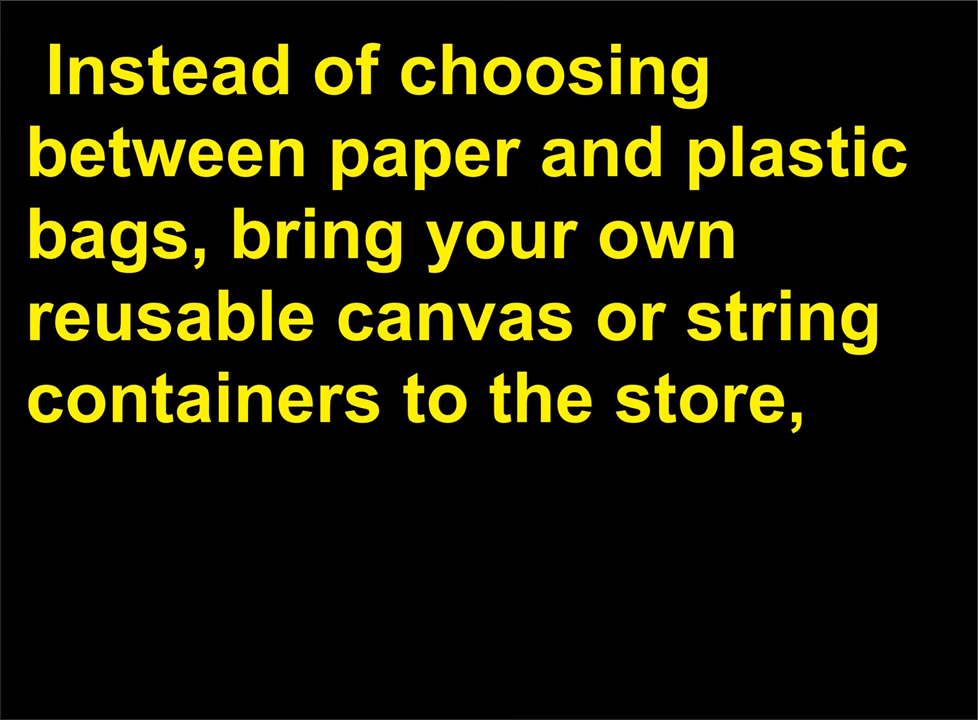 Instead of choosing
between paper and plastic
bags, bring your own
reusable canvas or string
containers to the store,